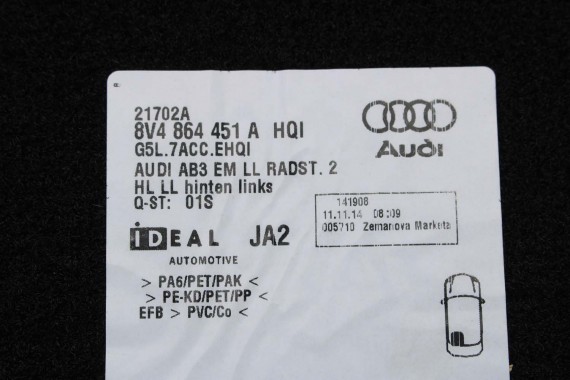 21702A
8V4 864 451 A HQI
G5L.7ACC.EHQI
AUDI AB3 EM LL RADST. 2
HL LL hinten links
Q-ST: 01S
Audi
141908
11.11.14 08:09
005710 Zemanova Marketa
IDEAL JA2
AUTOMOTIVE
> PA6/PET/PAK <
> PE-KD/PET/PP <
EFB > PVC/Co <